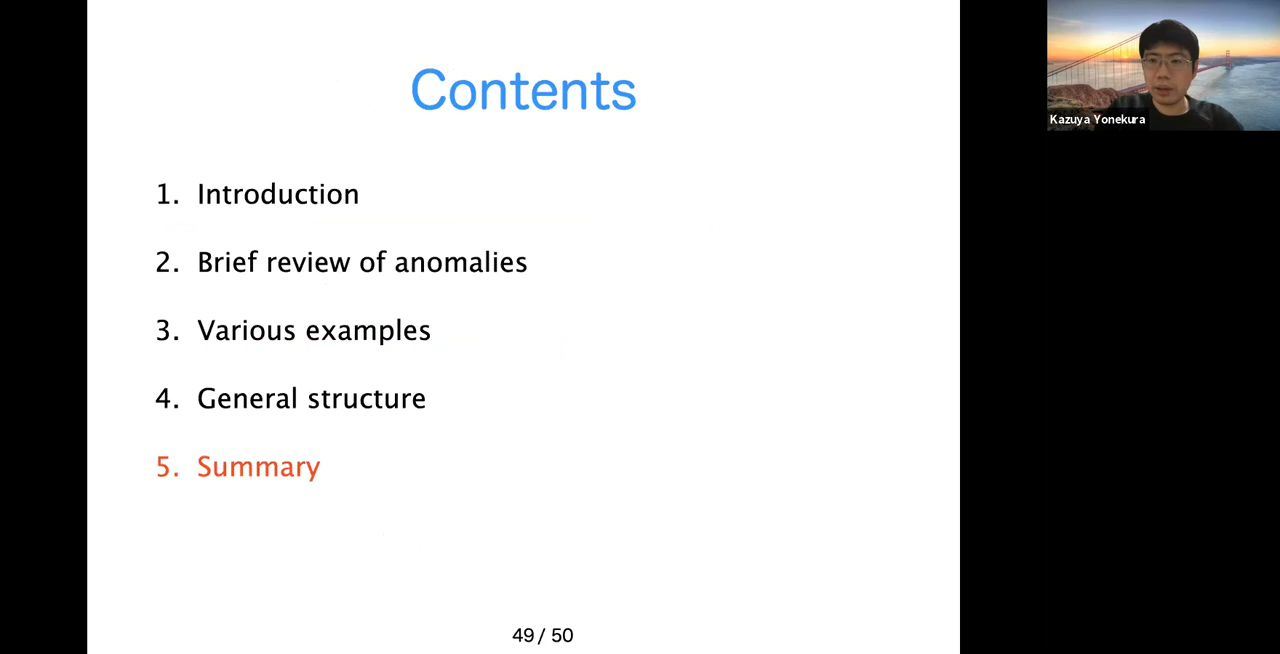 Contents
1. Introduction
2. Brief review of anomalies
3. Various examples
4. General structure
5. Summary
49 / 50
Kazuya Yonekura